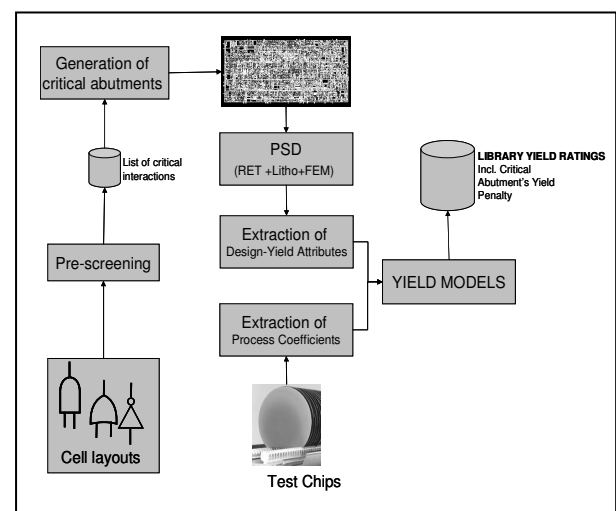 Generation of
critical abutments
List of critical
interactions
Pre-screening
Cell layouts
PSD
(RET +Litho+FEM)
Extraction of
Design-Yield Attributes
Extraction of
Process Coefficients
Test Chips
YIELD MODELS
LIBRARY YIELD RATINGS
Incl. Critical
Abutment's Yield
Penalty